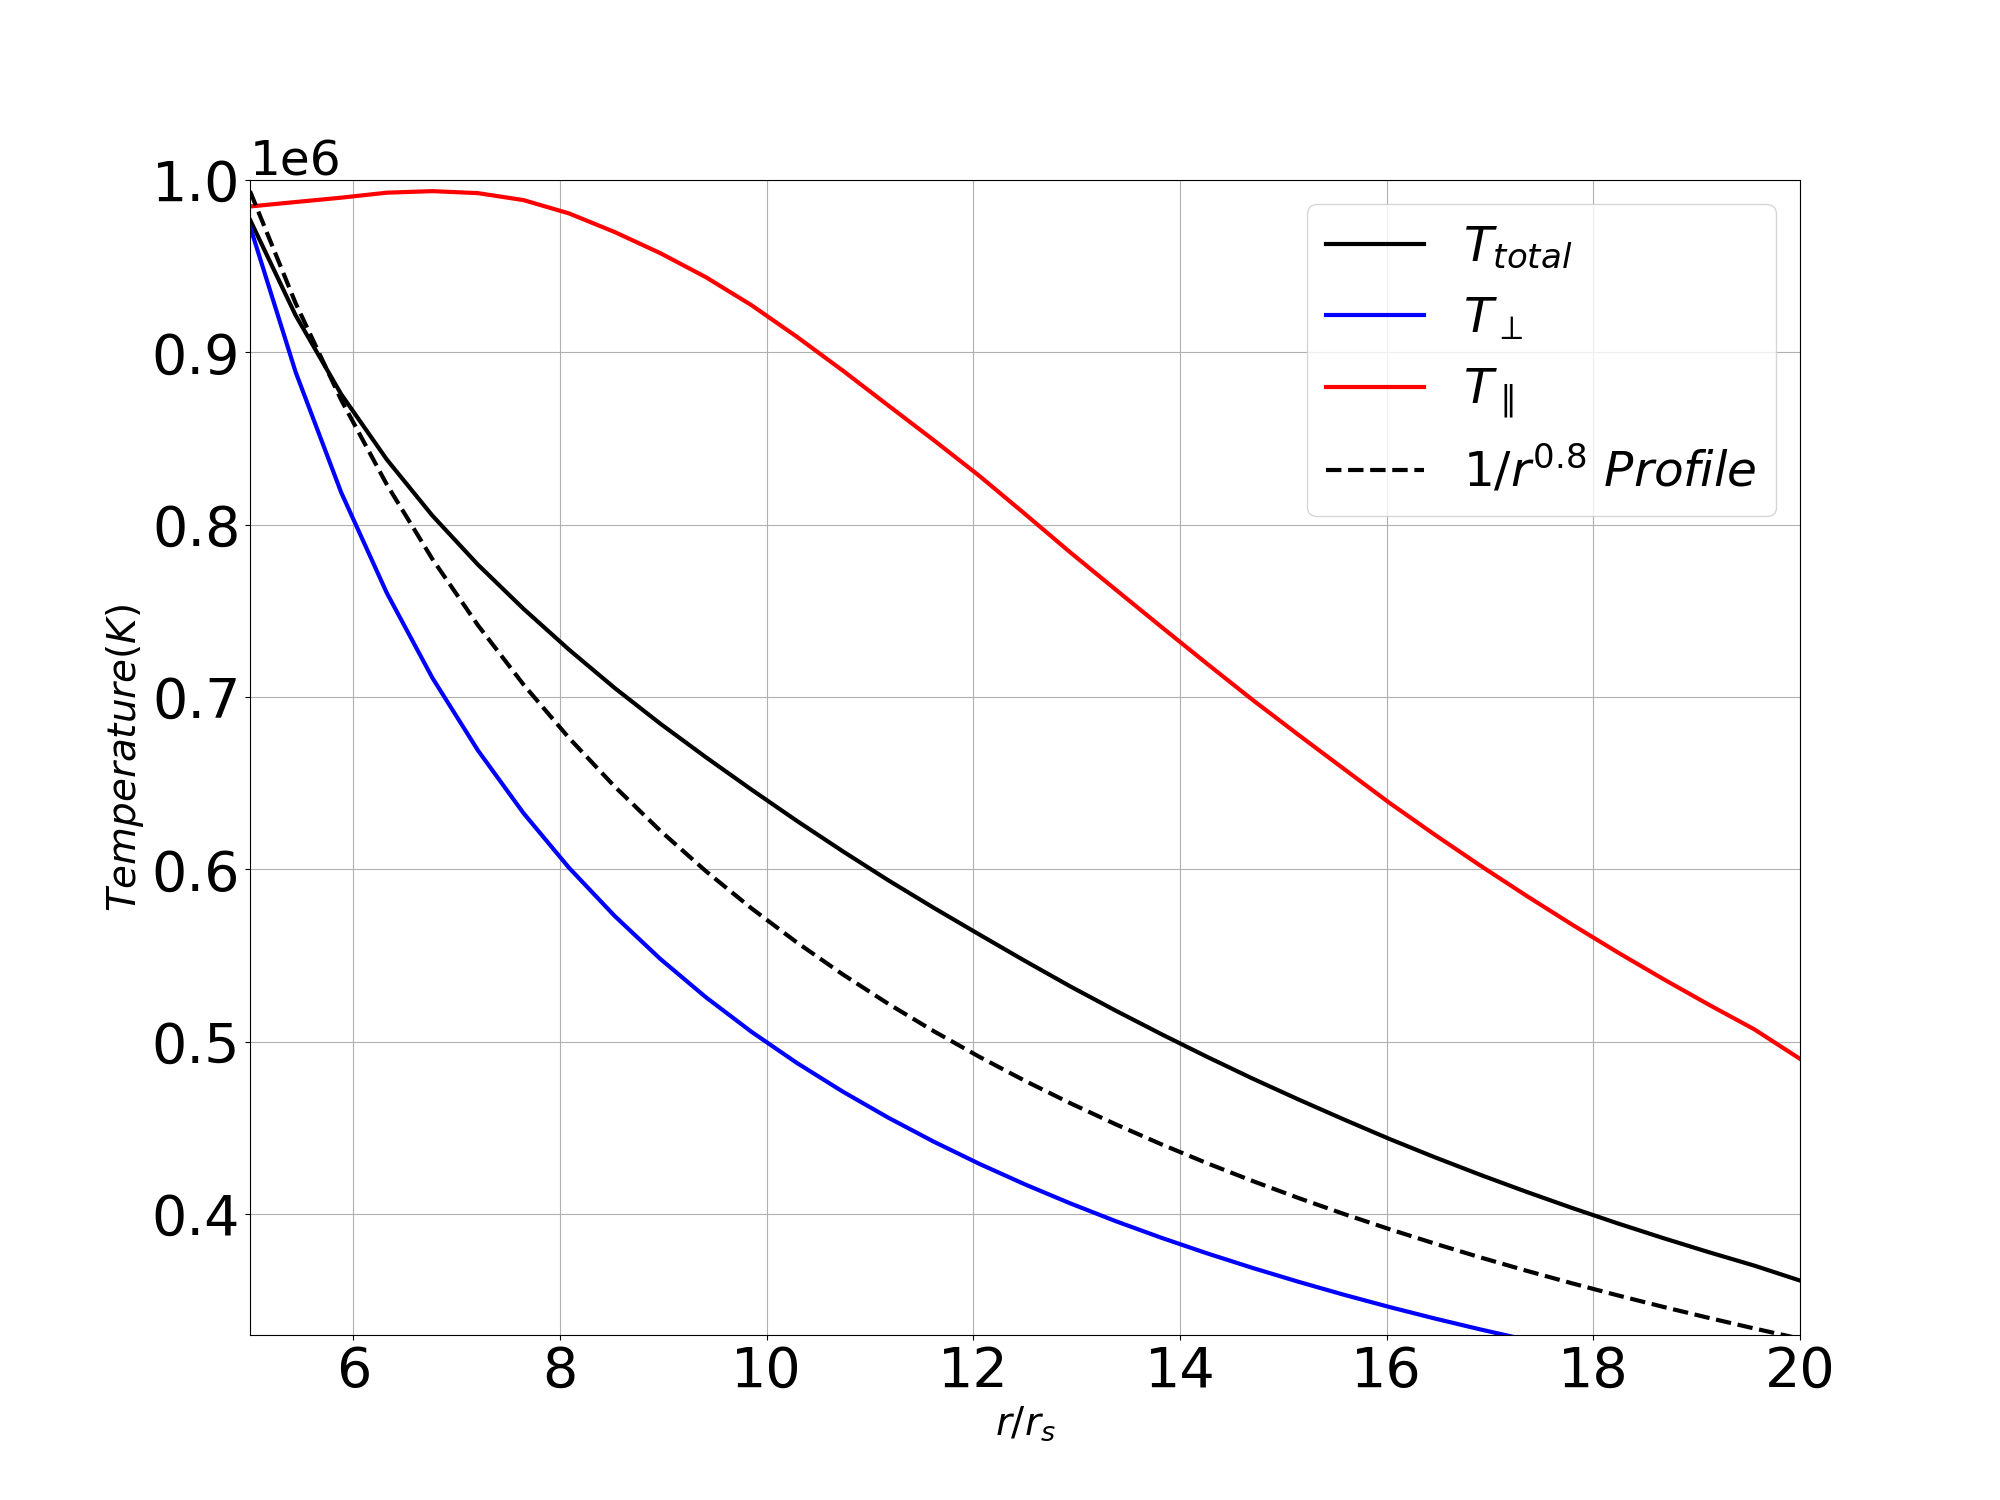 1e6
1.0
0.9
0.8
0.7
0.6
0.5
0.4
Temperature(K)
T_total
T_⊥
T_∥
1/r^0.8 Profile
6 8 10 12 14 16 18 20
r/r_s